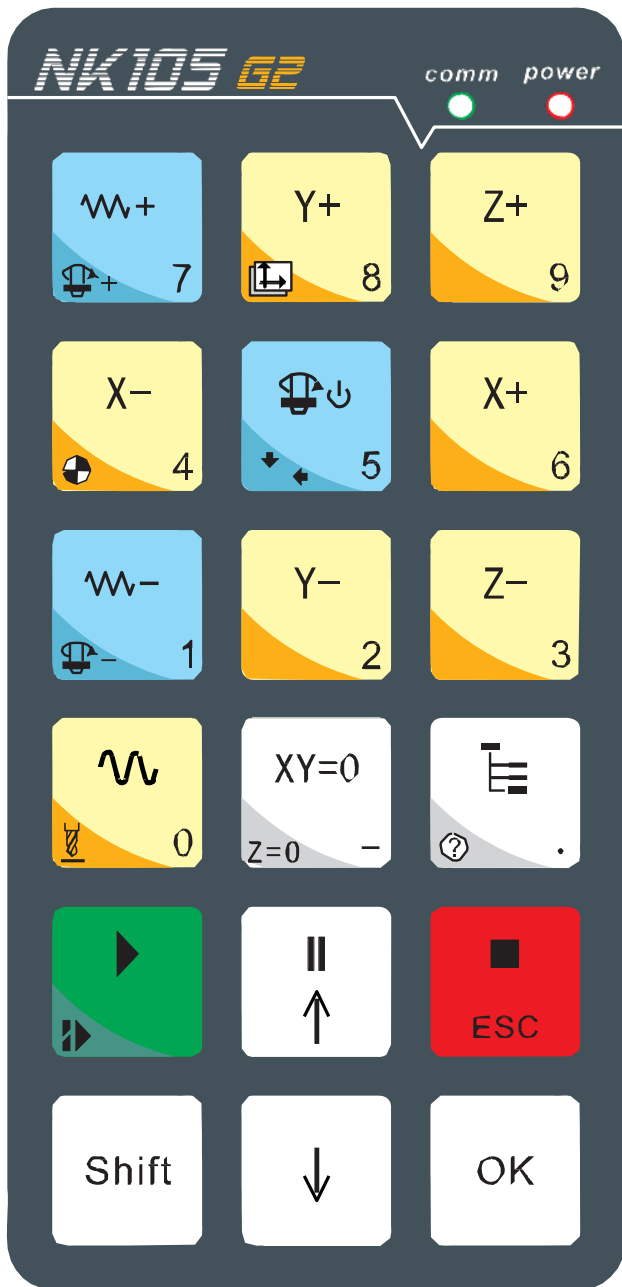 NK105 G2
comm power
+ Y+ Z+
+ 7 8 9
X- X+
4 5 6
- Y- Z-
- 1 2 3
XY=0
0 Z=0 - ? .
ESC
Shift OK